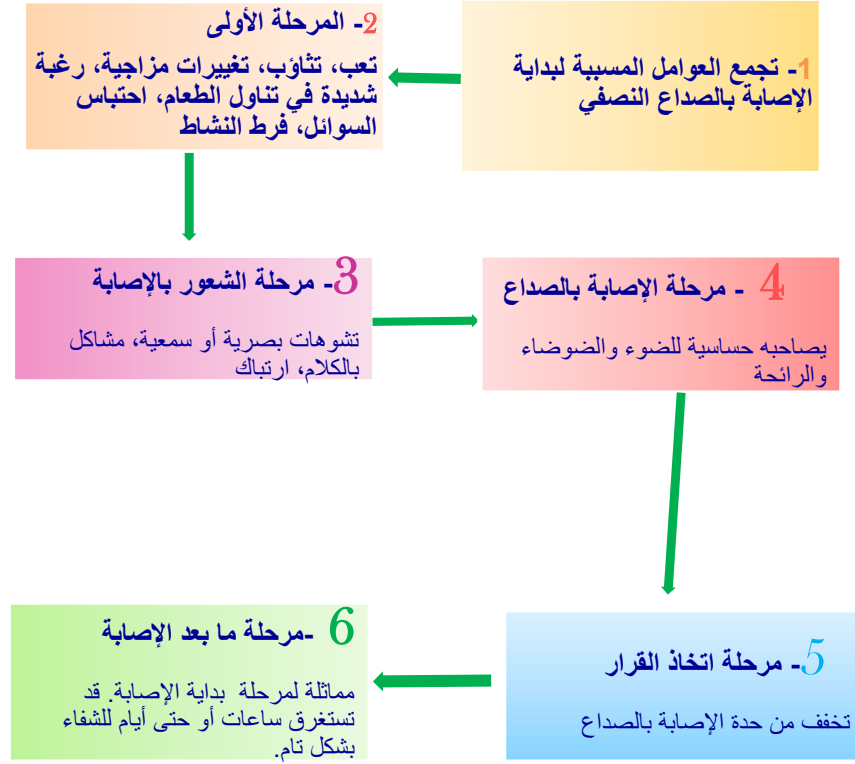 1- تجمع العوامل المسببة لبداية
الإصابة بالصداع النصفي
2- المرحلة الأولى
تعب، تثاؤب، تغييرات مزاجية، رغبة
شديدة في تناول الطعام، احتباس
السوائل، فرط النشاط
3- مرحلة الشعور بالإصابة
تشوهات بصرية أو سمعية، مشاكل
بالكلام، ارتباك
4 - مرحلة الإصابة بالصداع
يصاحبه حساسية للضوء والضوضاء
والرائحة
5- مرحلة اتخاذ القرار
تخفف من حدة الإصابة بالصداع
6 -مرحلة ما بعد الإصابة
مماثلة لمرحلة بداية الإصابة. قد
تستغرق ساعات أو حتى أيام للشفاء
بشكل تام.